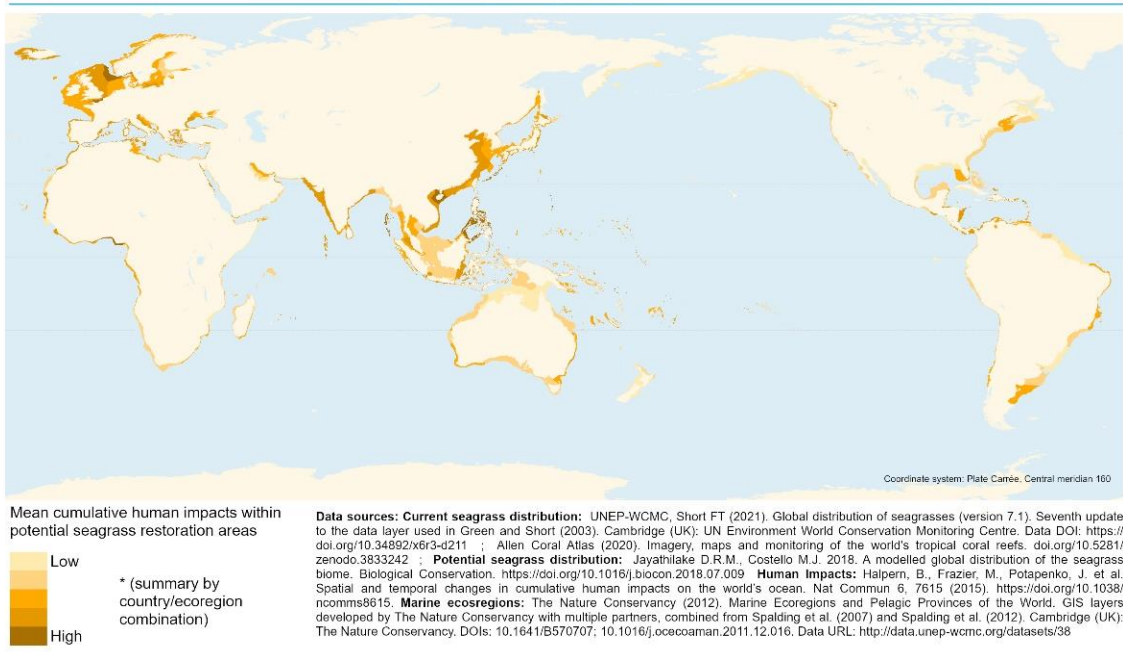 Coordinate system: Plate Carrée, Central meridian 160
Mean cumulative human impacts within
potential seagrass restoration areas
Low
High
* (summary by
country/ecoregion
combination)
Data sources: Current seagrass distribution: UNEP-WCMC, Short FT (2021). Global distribution of seagrasses (version 7.1). Seventh update
to the data layer used in Green and Short (2003). Cambridge (UK): UN Environment World Conservation Monitoring Centre. Data DOI: https://
doi.org/10.34892/x6r3-d211 ; Allen Coral Atlas (2020). Imagery, maps and monitoring of the world's tropical coral reefs. doi.org/10.5281/
zenodo.3833242 ; Potential seagrass distribution: Jayathilake D.R.M., Costello M.J. 2018. A modelled global distribution of the seagrass
biome. Biological Conservation. https://doi.org/10.1016/j.biocon.2018.07.009 Human Impacts: Halpern, B., Frazier, M., Potapenko, J. et al.
Spatial and temporal changes in cumulative human impacts on the world's ocean. Nat Commun 6, 7615 (2015). https://doi.org/10.1038/
ncomms8615. Marine ecosregions: The Nature Conservancy (2012). Marine Ecoregions and Pelagic Provinces of the World. GIS layers
developed by The Nature Conservancy with multiple partners, combined from Spalding et al. (2007) and Spalding et al. (2012). Cambridge (UK):
The Nature Conservancy. DOIs: 10.1641/B570707; 10.1016/j.ocecoaman.2011.12.016. Data URL: http://data.unep-wcmc.org/datasets/38